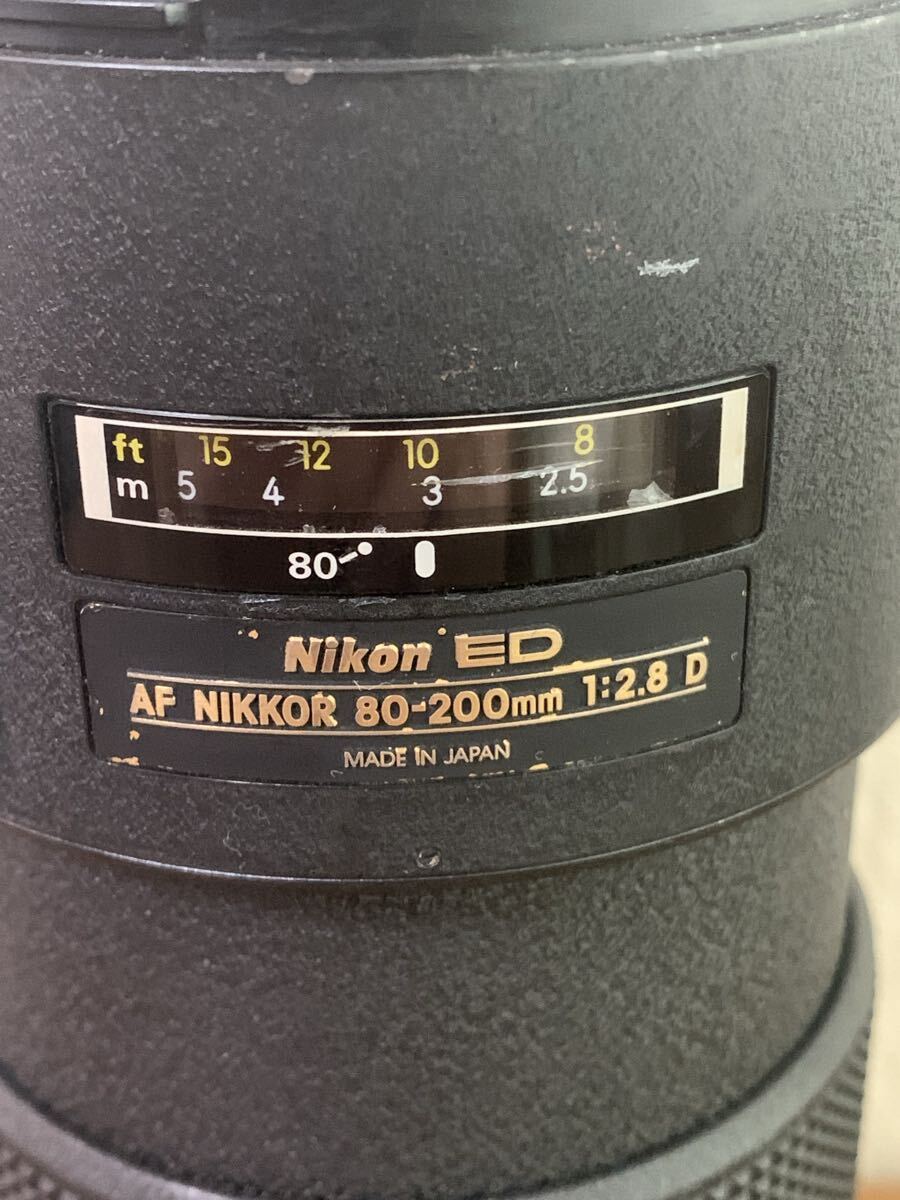 ft 15 12 10 8
m 5 4 3 2.5
80
Nikon ED
AF NIKKOR 80-200mm 1:2.8 D
MADE IN JAPAN